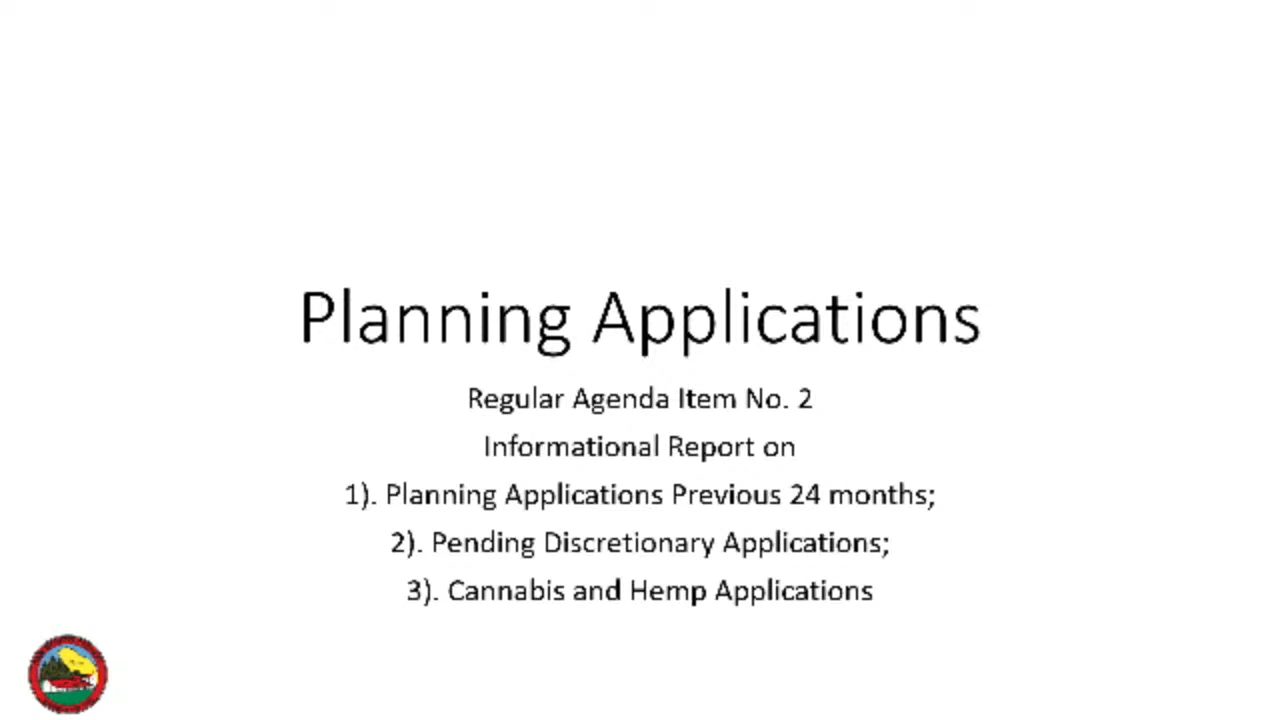 Planning Applications
Regular Agenda Item No. 2
Informational Report on
1). Planning Applications Previous 24 months;
2). Pending Discretionary Applications;
3). Cannabis and Hemp Applications